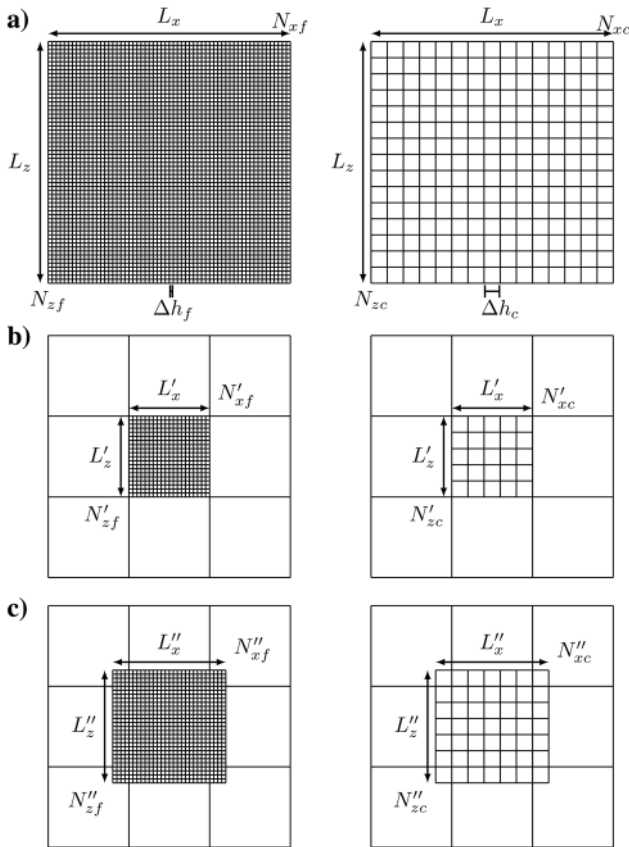 a)
L_x N_{xf}
L_z
N_{zf} Δh_f
L_x N_{xc}
L_z
N_{zc} Δh_c
b)
L'_x N'_{xf}
L'_z
N'_{zf}
L'_x N'_{xc}
L'_z
N'_{zc}
c)
L''_x N''_{xf}
L''_z
N''_{zf}
L''_x N''_{xc}
L''_z
N''_{zc}